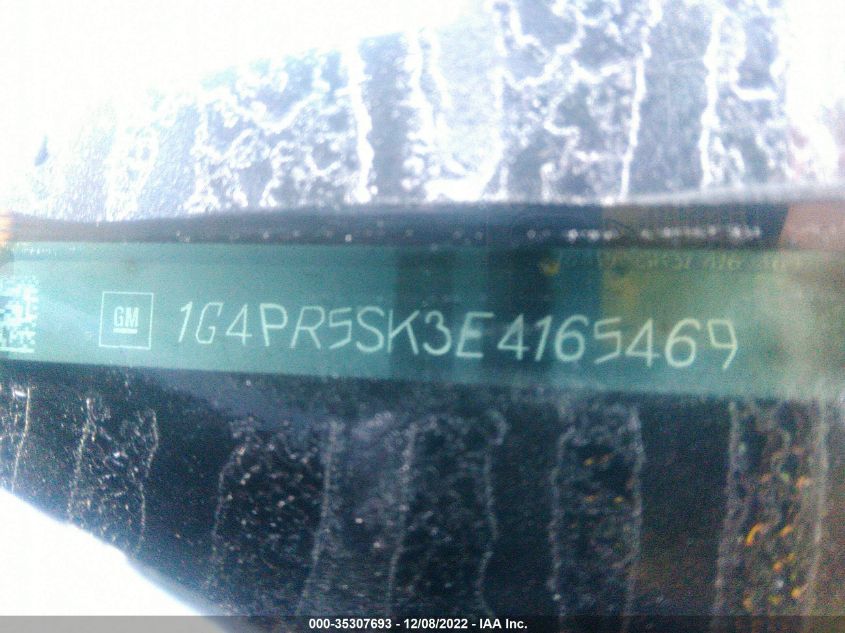 GM 1G4PR5SK3E4165469
000-35307693 - 12/08/2022 - IAA Inc.